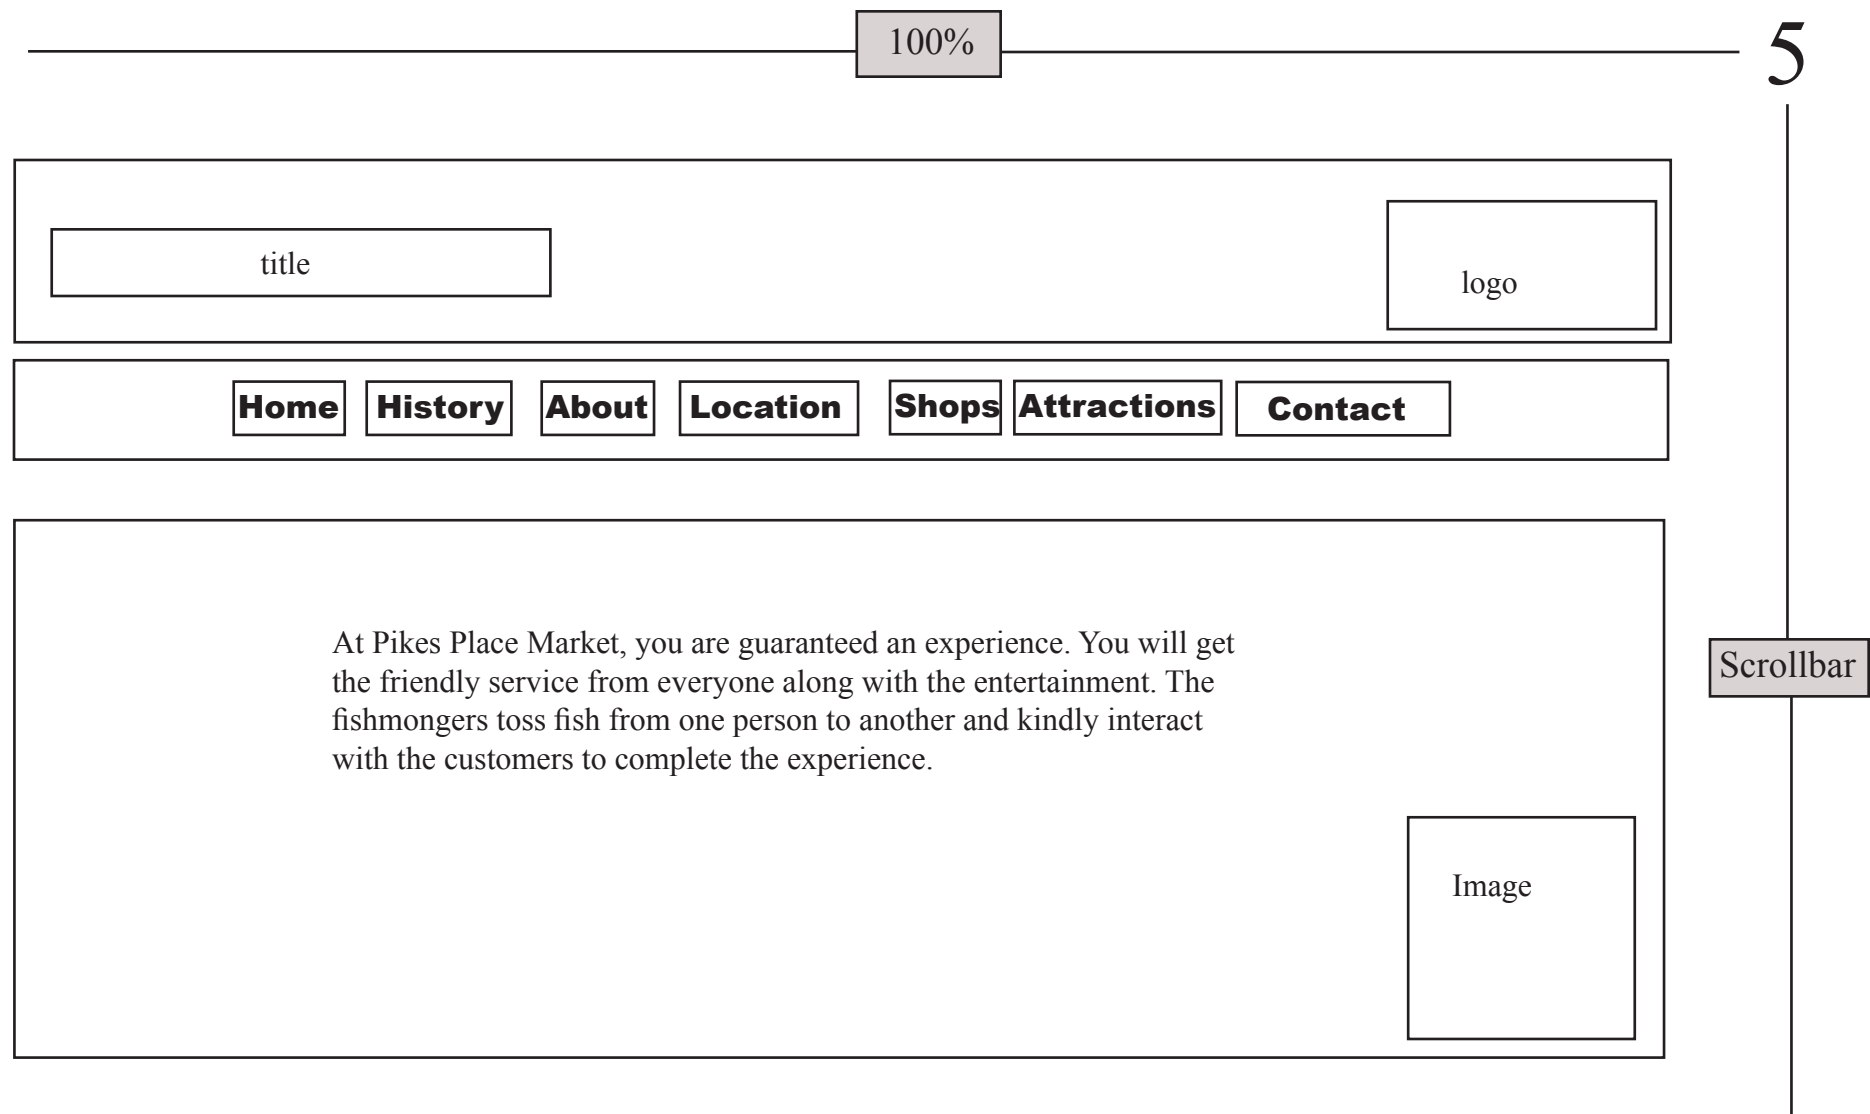 100%
5
title
logo
Home History About Location Shops Attractions Contact
At Pikes Place Market, you are guaranteed an experience. You will get
the friendly service from everyone along with the entertainment. The
fishmongers toss fish from one person to another and kindly interact
with the customers to complete the experience.
Scrollbar
Image